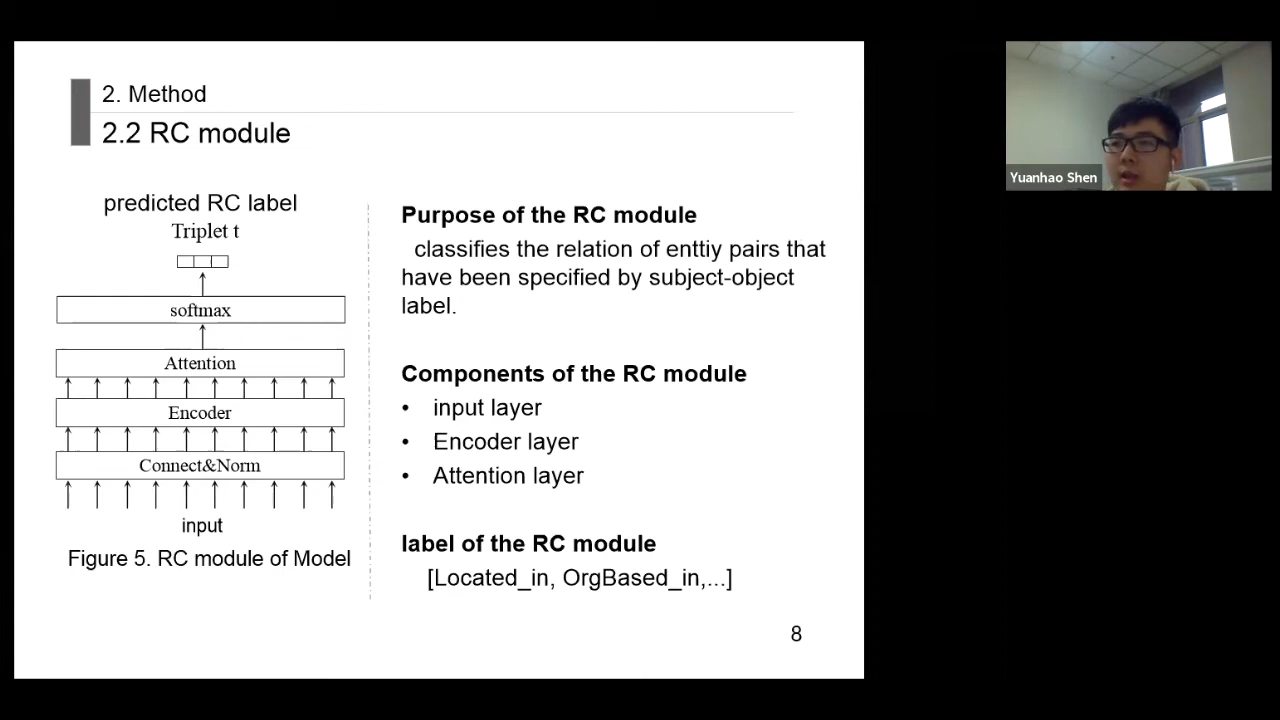 2. Method
2.2 RC module
predicted RC label
Triplet t
softmax
Attention
Encoder
Connect&Norm
input
Figure 5. RC module of Model
Purpose of the RC module
classifies the relation of enttiy pairs that
have been specified by subject-object
label.
Components of the RC module
• input layer
• Encoder layer
• Attention layer
label of the RC module
[Located_in, OrgBased_in,...]
8
Yuanhao Shen